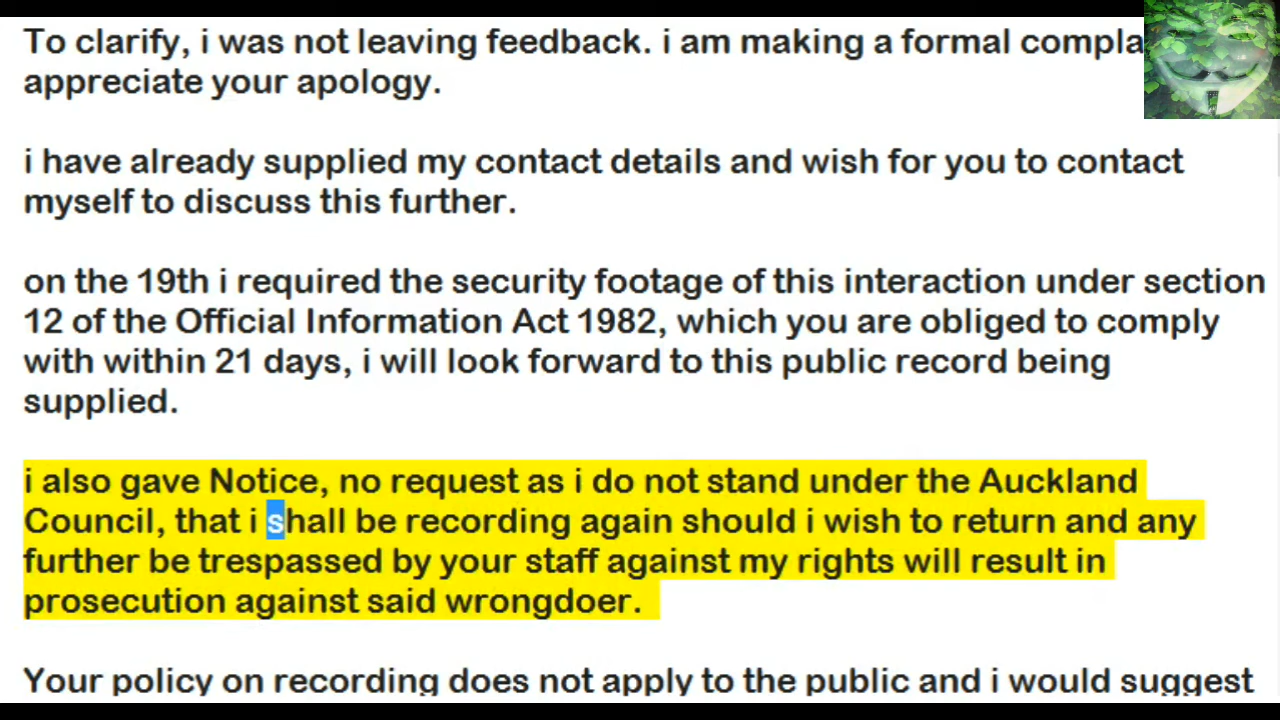 To clarify, i was not leaving feedback. i am making a formal
appreciate your apology.
i have already supplied my contact details and wish for you to contact
myself to discuss this further.
on the 19th i required the security footage of this interaction under section
12 of the Official Information Act 1982, which you are obliged to comply
with within 21 days, i will look forward to this public record being
supplied.
i also gave Notice, no request as i do not stand under the Auckland
Council, that i shall be recording again should i wish to return and any
further be trespassed by your staff against my rights will result in
prosecution against said wrongdoer.
Your policy on recording does not apply to the public and i would suggest